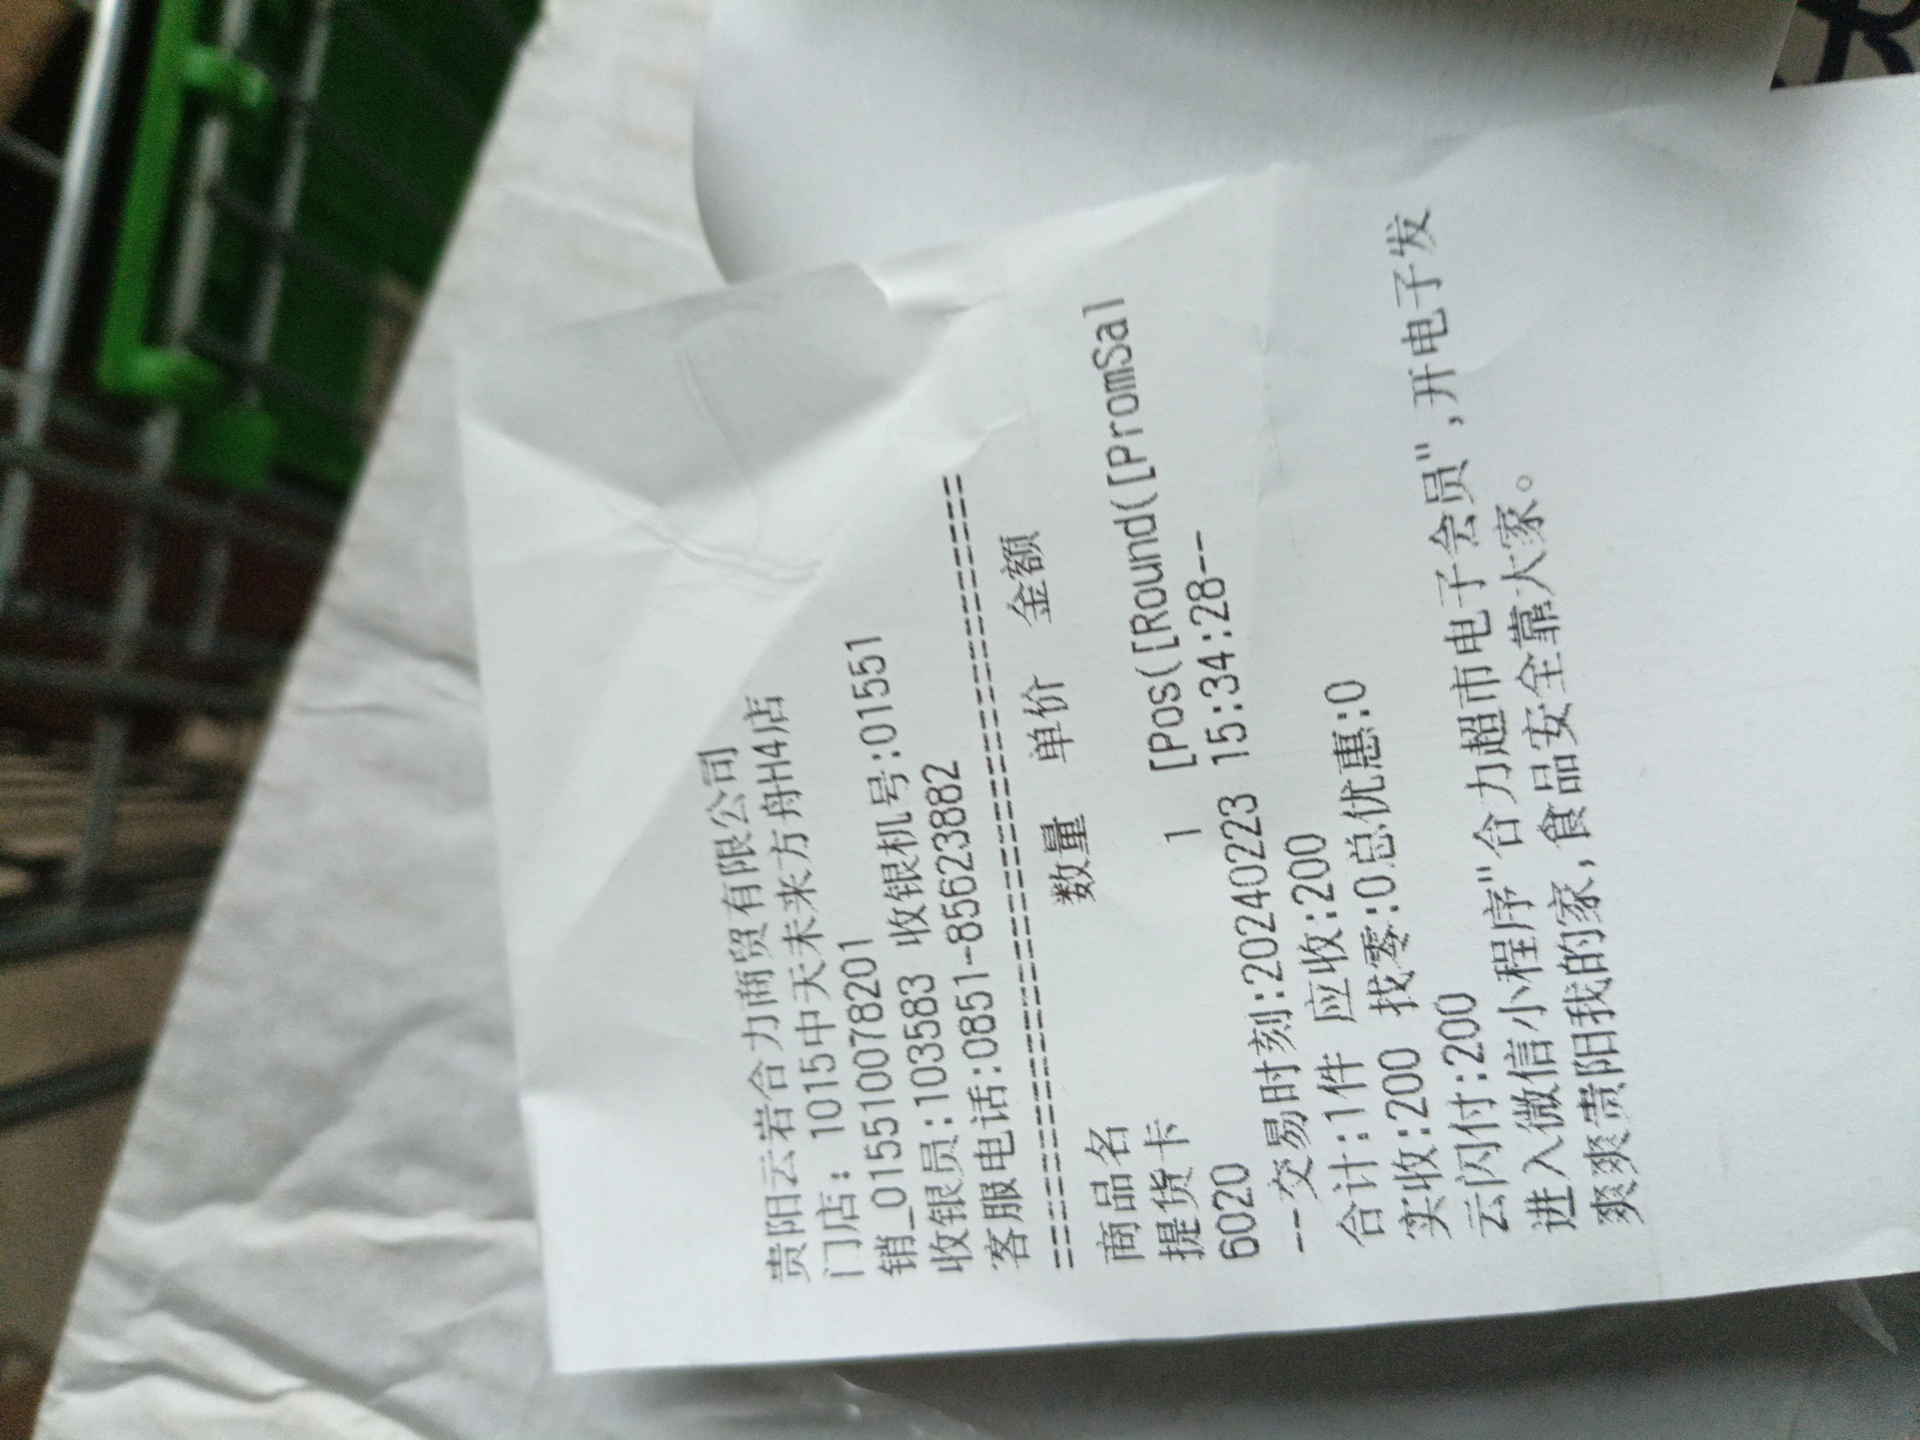 贵阳云岩合力商贸有限公司
门店: 1015中天未来方舟H4店
销_015510078201
收银员:103583 收银机号:01551
客服电话:0851-85623882
商品名 数量 单价 金额
提货卡
6020 1 [Pos([Round([PromSal
---交易时刻:20240223 15:34:28--
合计:1件 应收:200
实收:200 找零:0总优惠:0
云闪付:200
进入微信小程序"合力超市电子会员",开电子发
爽爽贵阳我的家,食品安全靠大家。